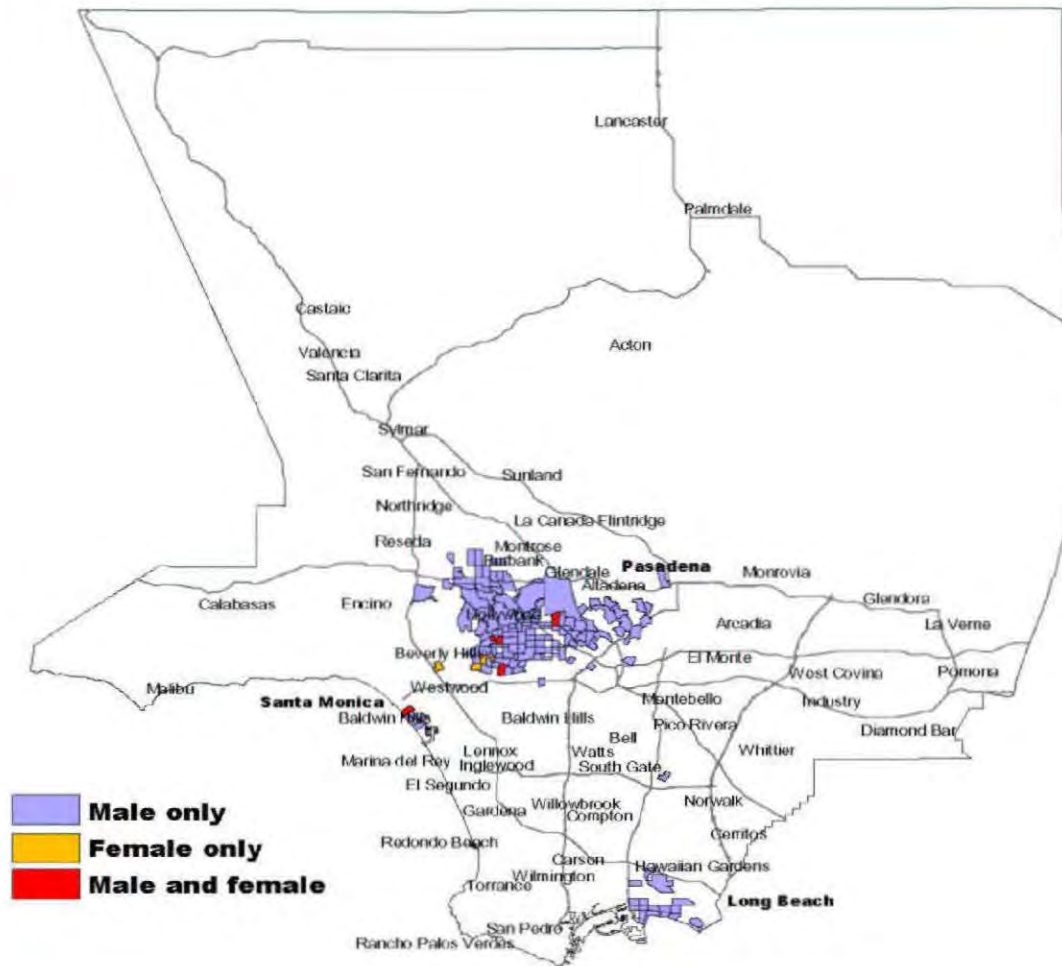 Lancaster
Palmdale
Castaic
Acton
Valencia
Santa Clarita
Sylmar
San Fernando
Sunland
Northridge
La Canada Flintridge
Reseda
Montrose
Burbank
Pasadena
Glendale
Monrovia
Altadena
Glendora
Calabasas
Encino
Hollywood
Arcadia
La Verne
Beverly Hills
El Monte
West Covina
Pomona
Malibu
Westwood
Santa Monica
Montebello
Industry
Baldwin Hills
Baldwin Hills
Pico Rivera
Diamond Bar
Bell
Lennox
Watts
Whittier
Marina del Rey
Inglewood
South Gate
El Segundo
Norwalk
Male only
Gardena
Willowbrook
Compton
Cerritos
Female only
Redondo Beach
Carson
Hawaiian Gardens
Male and female
Torrance
Wilmington
Long Beach
San Pedro
Rancho Palos Verdes